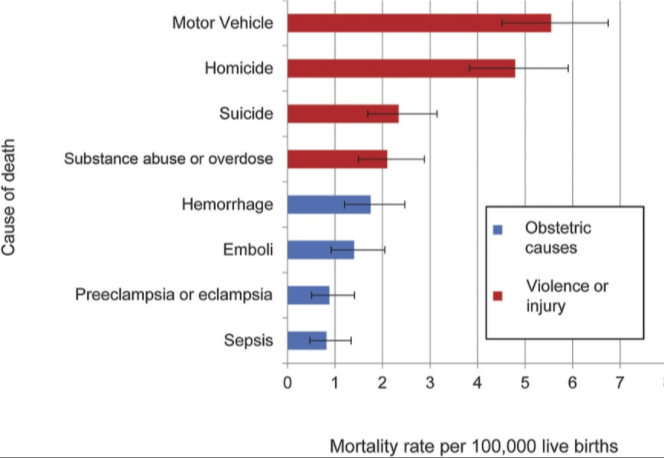 Cause of death
Motor Vehicle
Homicide
Suicide
Substance abuse or overdose
Hemorrhage
Emboli
Preeclampsia or eclampsia
Sepsis
Obstetric
causes
Violence or
injury
0 1 2 3 4 5 6 7
Mortality rate per 100,000 live births